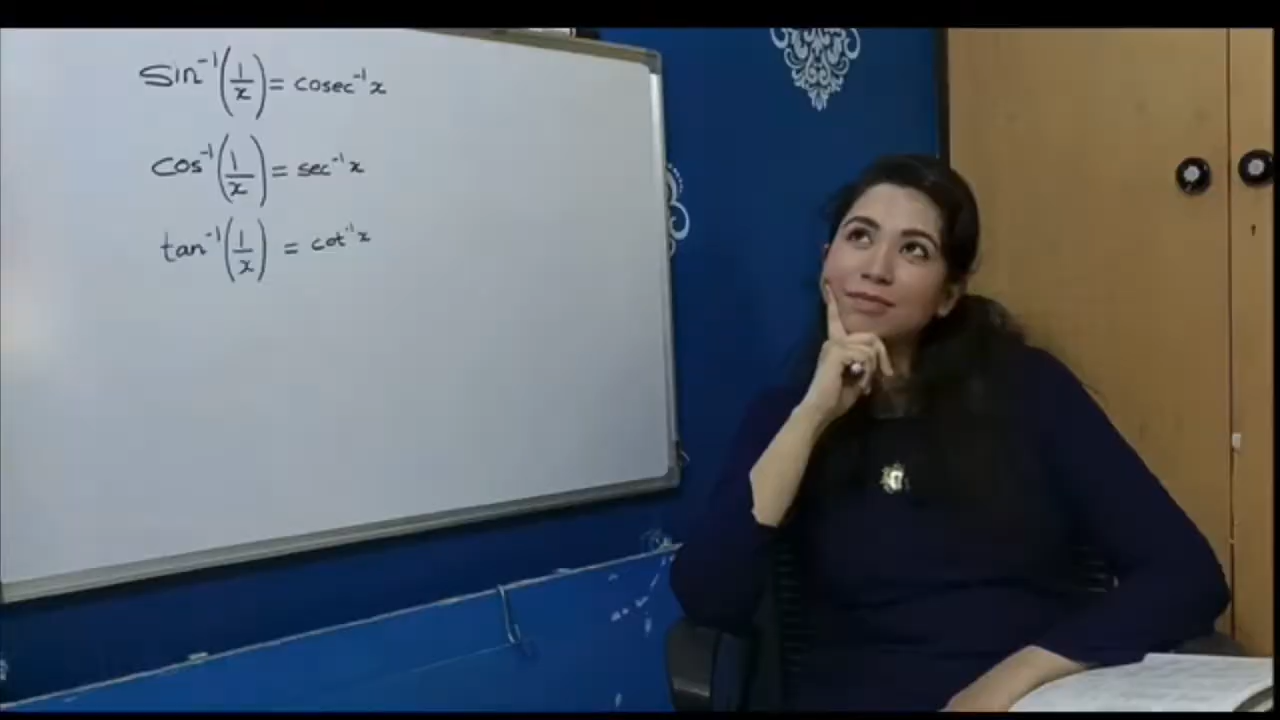 Sin⁻¹(1/x) = cosec⁻¹x
cos⁻¹(1/x) = sec⁻¹x
tan⁻¹(1/x) = cot⁻¹x